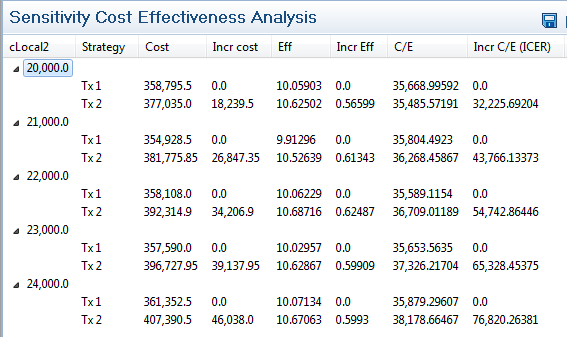 Sensitivity Cost Effectiveness Analysis
cLocal2 Strategy Cost Incr cost Eff Incr Eff C/E Incr C/E (ICER)
20,000.0
Tx 1 358,795.5 0.0 10.05903 0.0 35,668.99592 0.0
Tx 2 377,035.0 18,239.5 10.62502 0.56599 35,485.57191 32,225.69204
21,000.0
Tx 1 354,928.5 0.0 9.91296 0.0 35,804.4923 0.0
Tx 2 381,775.85 26,847.35 10.52639 0.61343 36,268.45867 43,766.13373
22,000.0
Tx 1 358,108.0 0.0 10.06229 0.0 35,589.1154 0.0
Tx 2 392,314.9 34,206.9 10.68716 0.62487 36,709.01189 54,742.86446
23,000.0
Tx 1 357,590.0 0.0 10.02957 0.0 35,653.5635 0.0
Tx 2 396,727.95 39,137.95 10.62867 0.59909 37,326.21704 65,328.45375
24,000.0
Tx 1 361,352.5 0.0 10.07134 0.0 35,879.29607 0.0
Tx 2 407,390.5 46,038.0 10.67063 0.5993 38,178.66467 76,820.26381